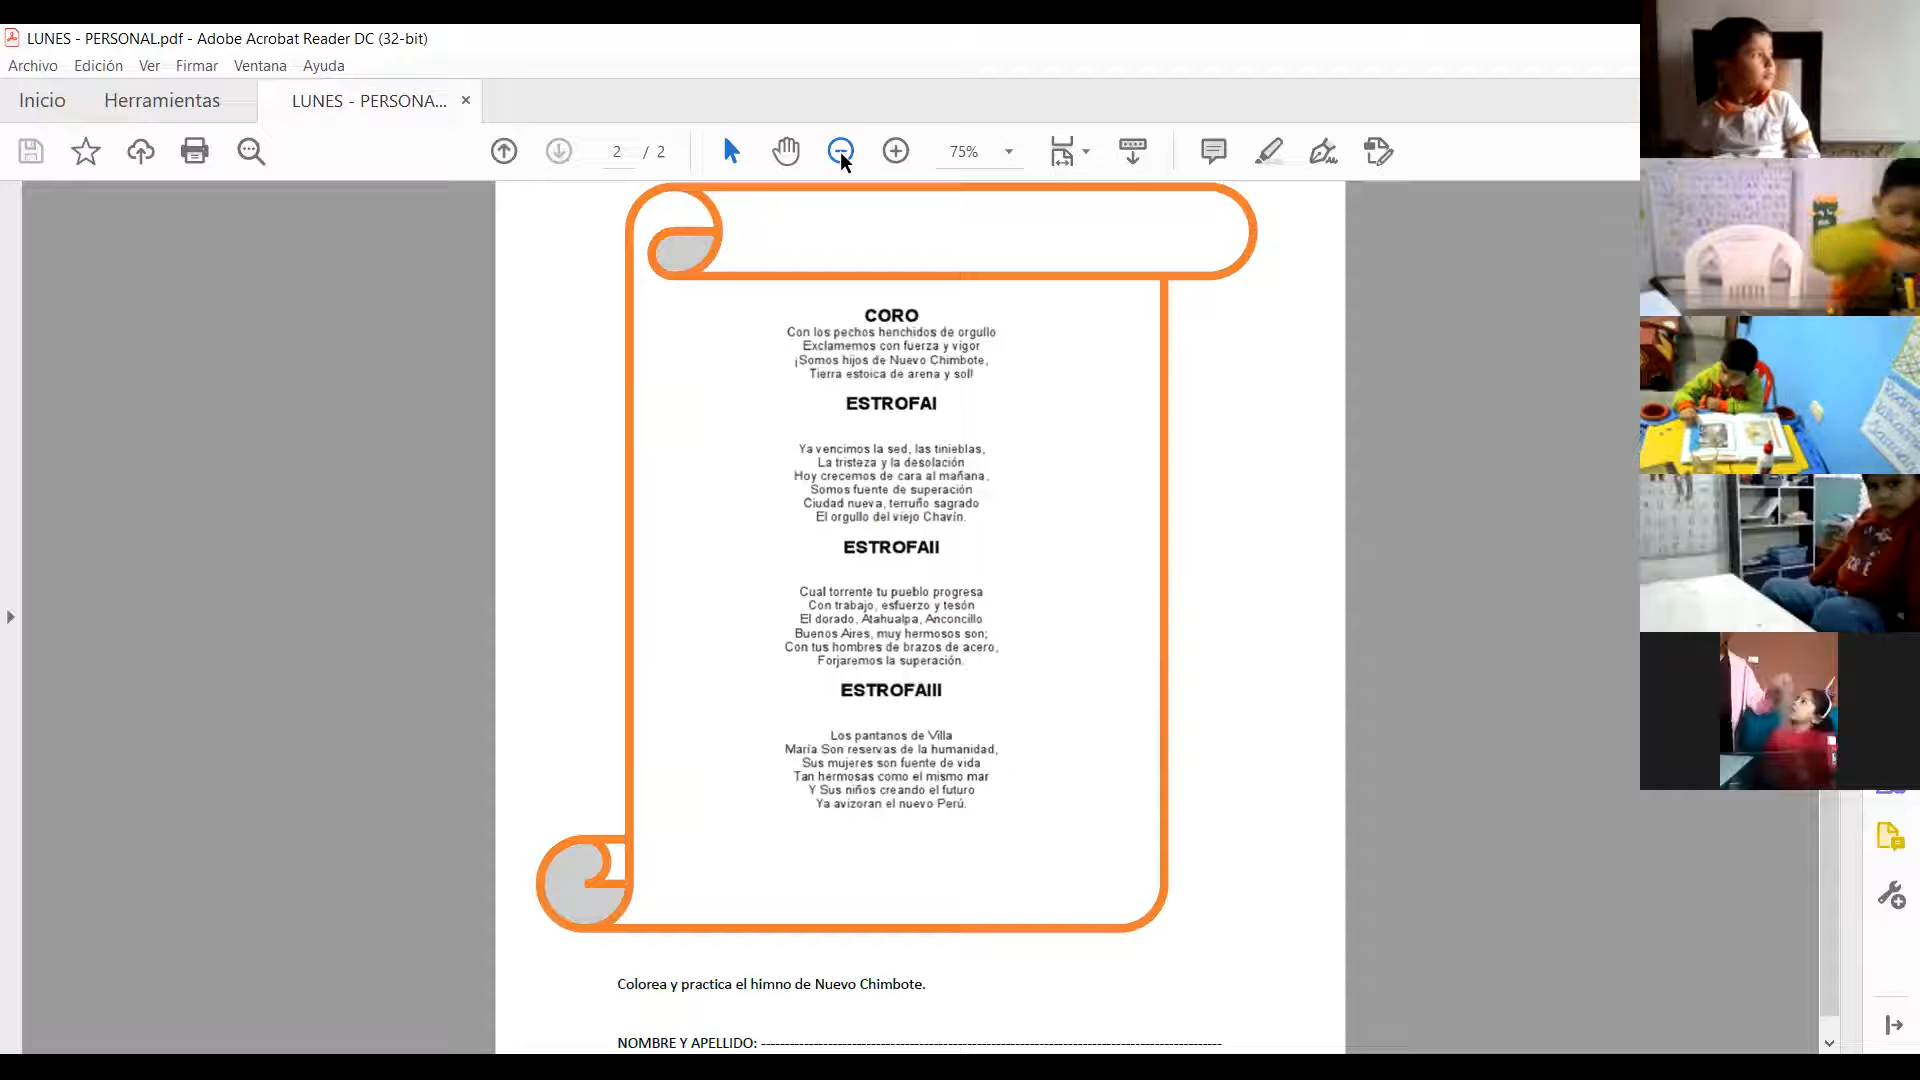 LUNES - PERSONAL.pdf - Adobe Acrobat Reader DC (32-bit)
Archivo Edición Ver Firmar Ventana Ayuda
Inicio Herramientas LUNES - PERSONA... ×
2 / 2 75%
CORO
Con los pechos henchidos de orgullo
Exclamemos con fuerza y vigor
¡Somos hijos de Nuevo Chimbote,
Tierra estoica de arena y sol!
ESTROFAI
Ya vencimos la sed, las tinieblas,
La tristeza y la desolación
Hoy crecemos de cara al mañana,
Somos fuente de superación
Ciudad nueva, terruño sagrado
El orgullo del viejo Chavín.
ESTROFAII
Cual torrente tu pueblo progresa
Con trabajo, esfuerzo y tesón
El dorado, Atahualpa, Anconcillo
Buenos Aires, muy hermosos son;
Con tus hombres de brazos de acero,
Forjaremos la superación.
ESTROFAIII
Los pantanos de Villa
María Son reservas de la humanidad,
Sus mujeres son fuente de vida
Tan hermosas como el mismo mar
Y Sus niños creando el futuro
Ya avizoran el nuevo Perú.
Colorea y practica el himno de Nuevo Chimbote.
NOMBRE Y APELLIDO: ----------------------------------------------------------------------------------------------------